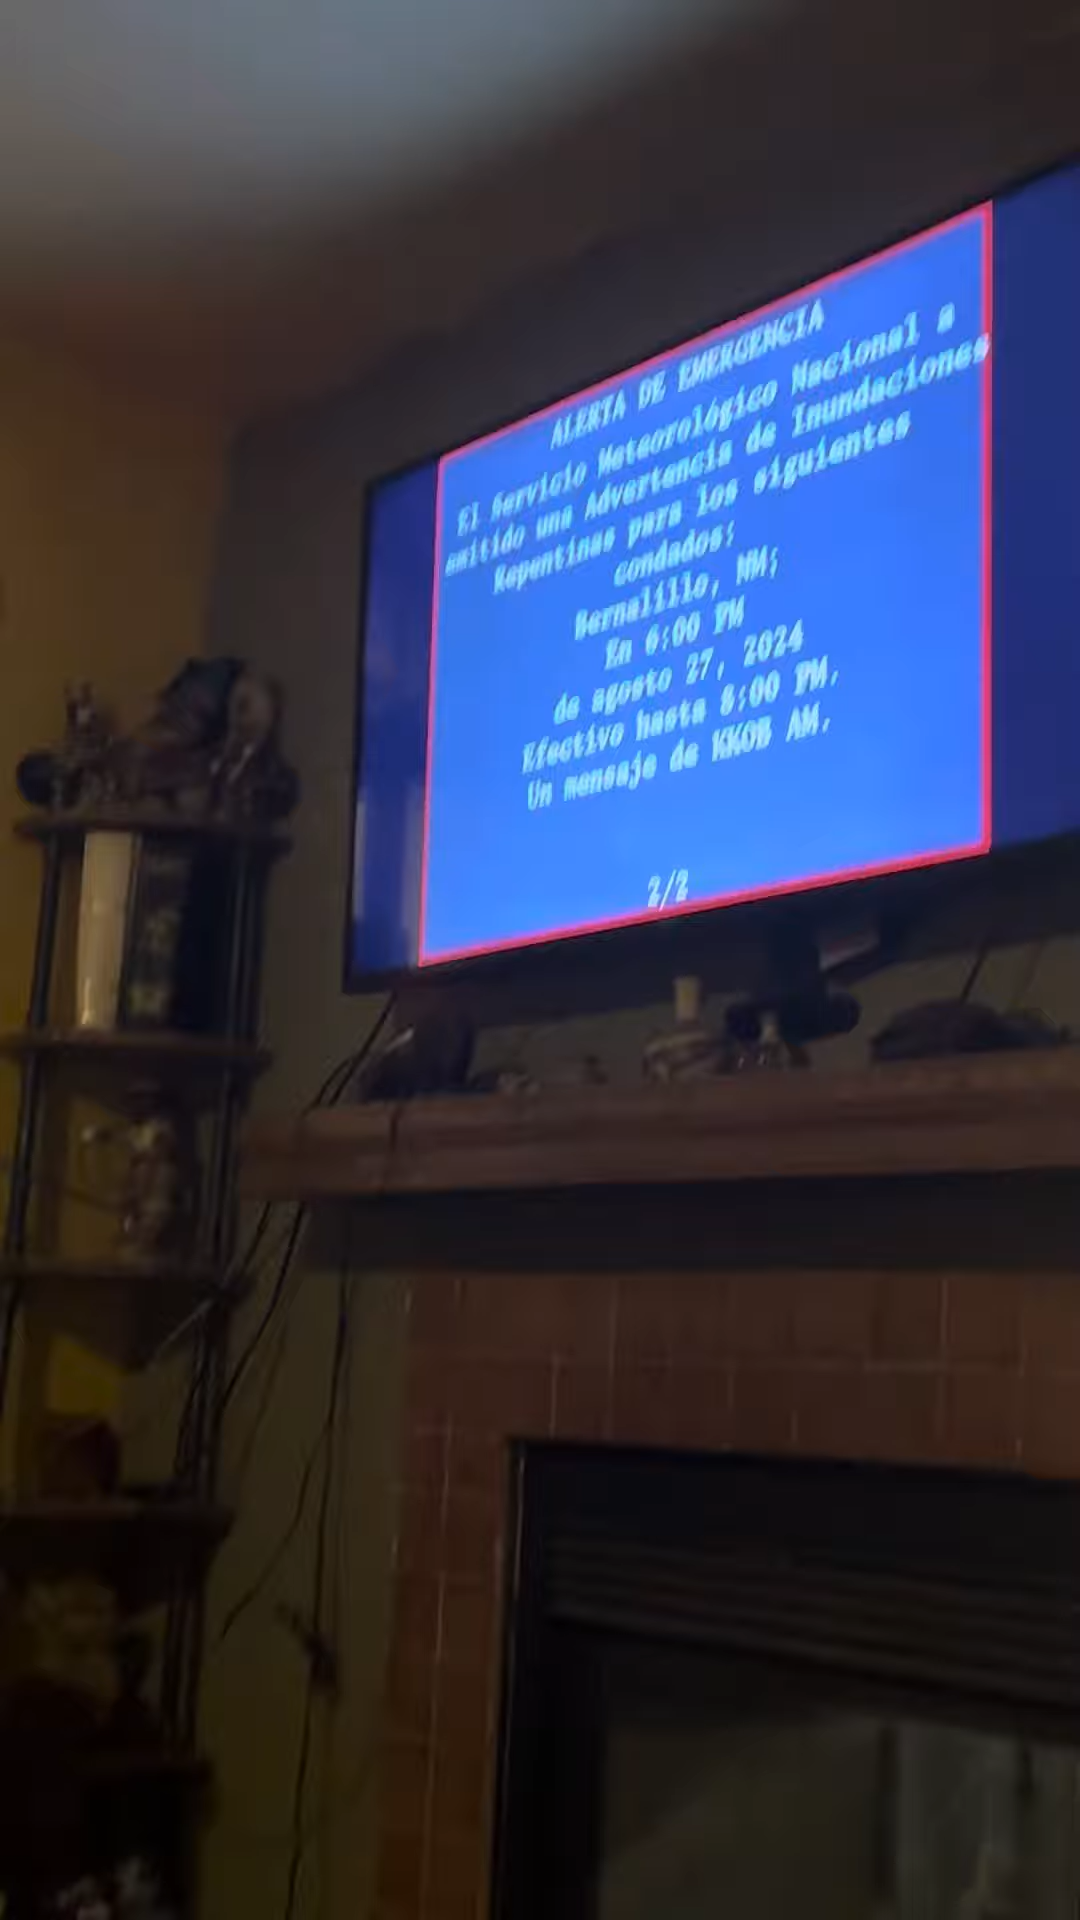 ALERTA DE EMERGENCIA
El Servicio Meteorológico Nacional a
emitido una Advertencia de Inundaciones
Repentinas para los siguientes
condados:
Bernalillo, NM;
En 6:00 PM
de agosto 27, 2024
Efectivo hasta 8:00 PM.
Un mensaje de KKOB AM.
2/2